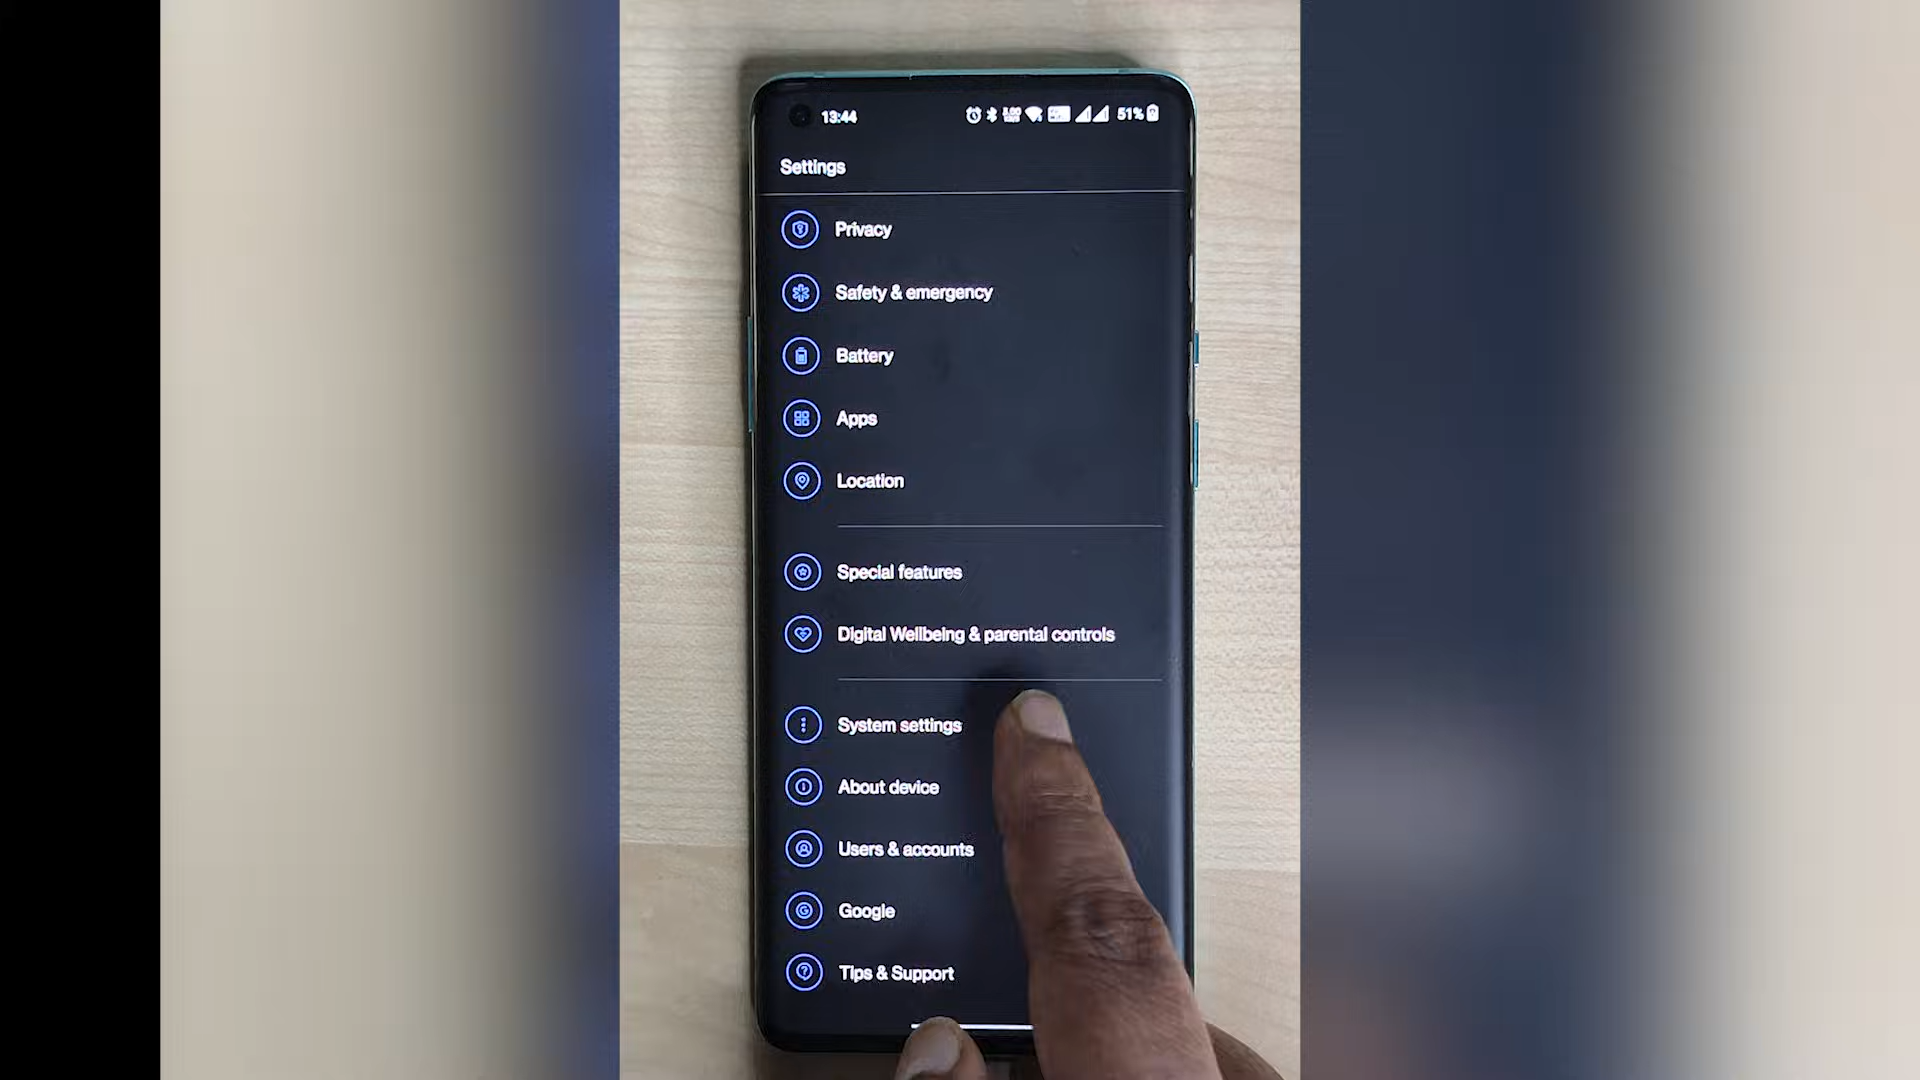 13:44
51%
Settings
Privacy
Safety & emergency
Battery
Apps
Location
Special features
Digital Wellbeing & parental controls
System settings
About device
Users & accounts
Google
Tips & Support